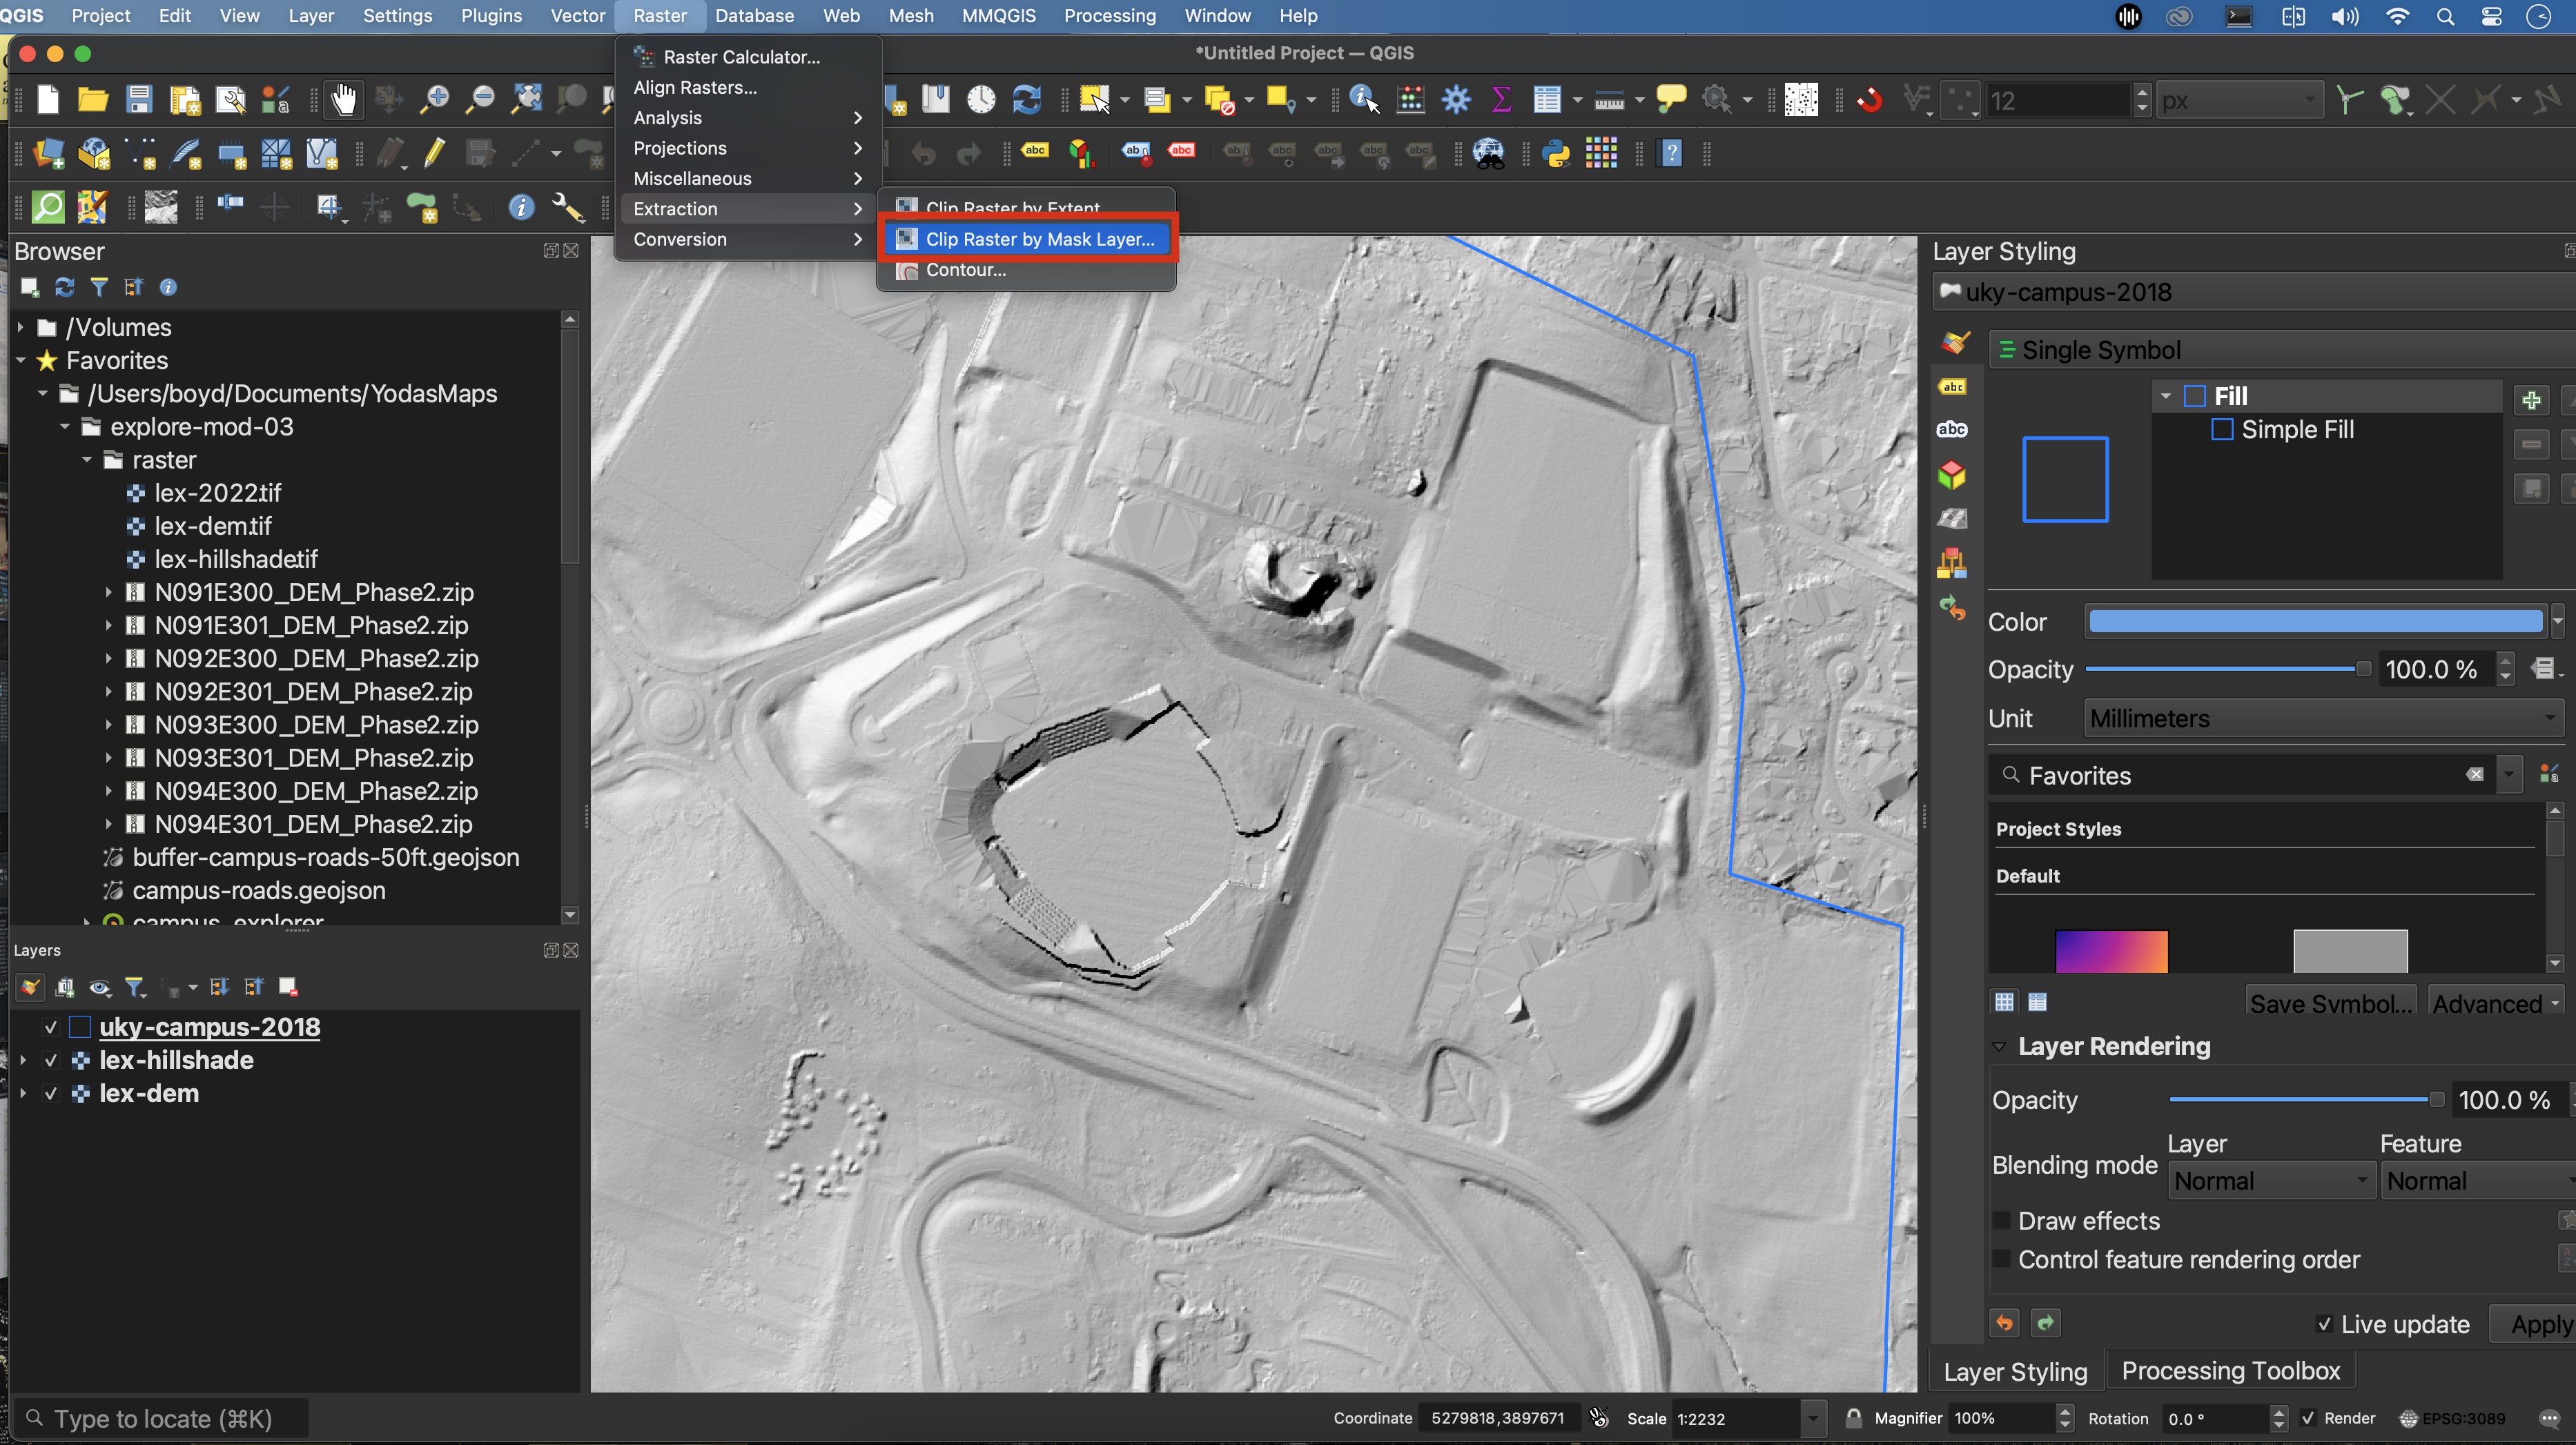 QGIS Project Edit View Layer Settings Plugins Vector Raster Database Web Mesh MMQGIS Processing Window Help
*Untitled Project — QGIS
Raster Calculator...
Align Rasters...
Analysis
Projections
Miscellaneous
Extraction
Conversion
Clip Raster by Extent
Clip Raster by Mask Layer...
Contour...
12 px
abc
Browser
/Volumes
Favorites
/Users/boyd/Documents/YodasMaps
explore-mod-03
raster
lex-2022.tif
lex-dem.tif
lex-hillshade.tif
N091E300_DEM_Phase2.zip
N091E301_DEM_Phase2.zip
N092E300_DEM_Phase2.zip
N092E301_DEM_Phase2.zip
N093E300_DEM_Phase2.zip
N093E301_DEM_Phase2.zip
N094E300_DEM_Phase2.zip
N094E301_DEM_Phase2.zip
buffer-campus-roads-50ft.geojson
campus-roads.geojson
campus_explorer
Layers
uky-campus-2018
lex-hillshade
lex-dem
Layer Styling
uky-campus-2018
Single Symbol
abc
abc
Fill
Simple Fill
Color
Opacity 100.0 %
Unit Millimeters
Favorites
Project Styles
Default
Save Symbol... Advanced
Layer Rendering
Opacity 100.0 %
Layer Feature
Blending mode Normal Normal
Draw effects
Control feature rendering order
Live update Apply
Layer Styling Processing Toolbox
Type to locate (⌘K) Coordinate 5279818,3897671 Scale 1:2232 Magnifier 100% Rotation 0.0 ° Render EPSG:3089